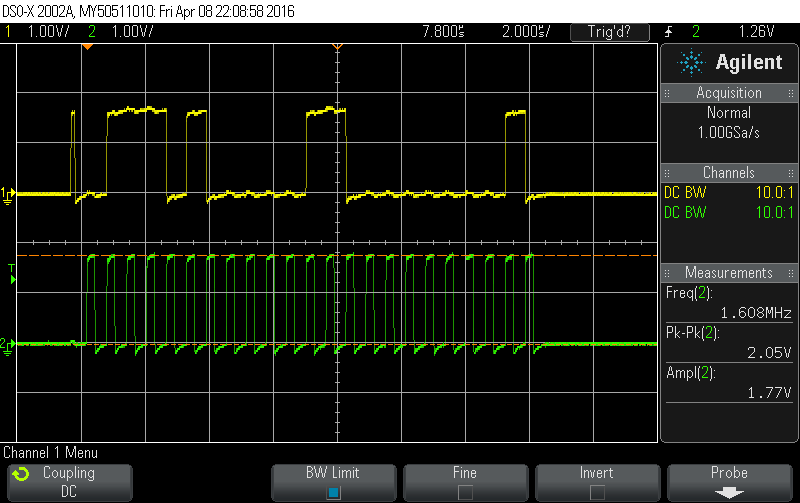 DSO-X 2002A, MY50511010: Fri Apr 08 22:08:58 2016
1 1.00V/ 2 1.00V/ 7.800s/ 2.000s/ Trig'd? 2 1.26V
Agilent
Acquisition
Normal
1.00GSa/s
Channels
DC BW 10.0:1
DC BW 10.0:1
1
T
2
Measurements
Freq(2):
1.608MHz
Pk-Pk(2):
2.05V
Ampl(2):
1.77V
Channel 1 Menu
Coupling
DC
BW Limit
Fine
Invert
Probe